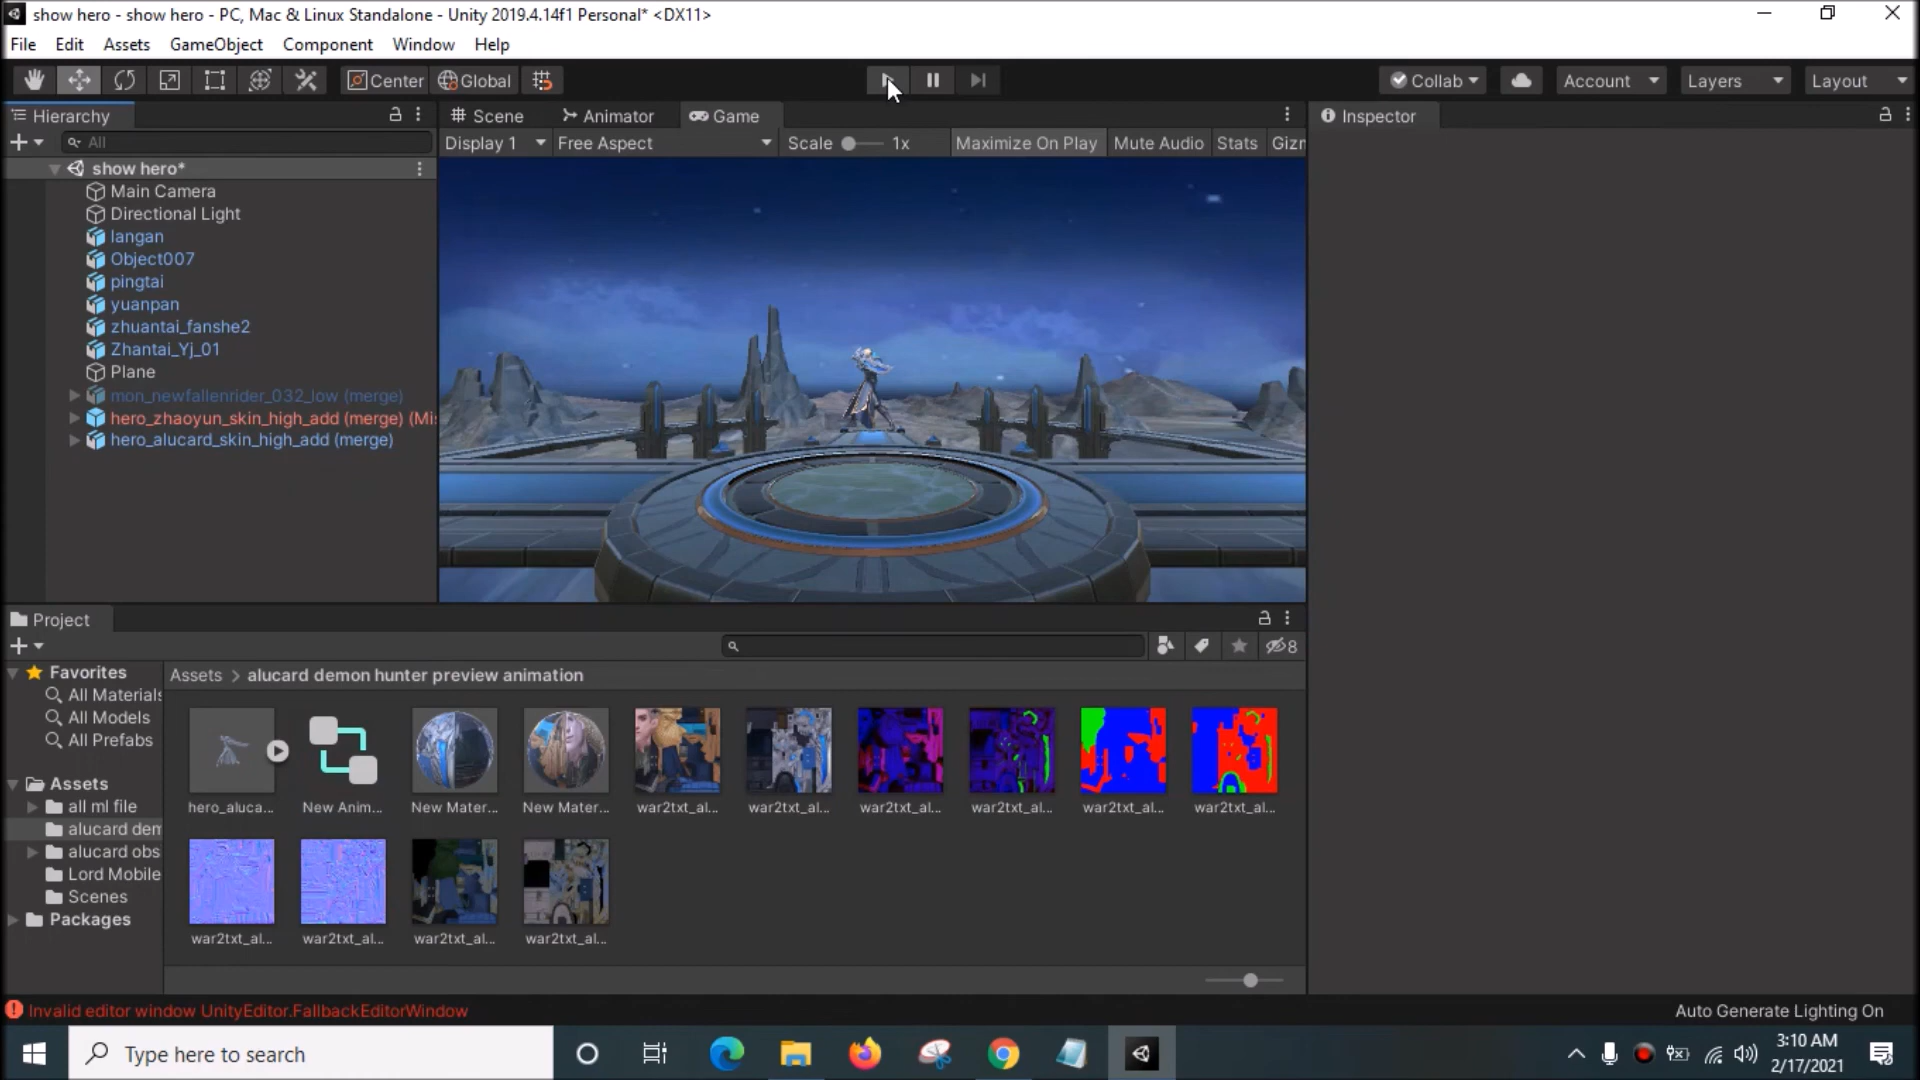 show hero - show hero - PC, Mac & Linux Standalone - Unity 2019.4.14f1 Personal* <DX11>
File Edit Assets GameObject Component Window Help
Center Global Collab Account Layers Layout
Hierarchy
All
show hero*
Main Camera
Directional Light
langan
Object007
pingtai
yuanpan
zhuantai_fanshe2
Zhantai_Yj_01
Plane
mon_newfallenrider_032_low (merge)
hero_zhaoyun_skin_high_add (merge) (Mis
hero_alucard_skin_high_add (merge)
Scene Animator Game
Display 1 Free Aspect Scale 1x Maximize On Play Mute Audio Stats Gizm
Inspector
Project
8
Favorites
All Materials
All Models
All Prefabs
Assets
all ml file
alucard dem
alucard obs
Lord Mobile
Scenes
Packages
Assets > alucard demon hunter preview animation
hero_aluca... New Anim... New Mater... New Mater... war2txt_al... war2txt_al... war2txt_al... war2txt_al... war2txt_al... war2txt_al...
war2txt_al... war2txt_al... war2txt_al... war2txt_al...
Invalid editor window UnityEditor.FallbackEditorWindow
Auto Generate Lighting On
Type here to search
3:10 AM
2/17/2021